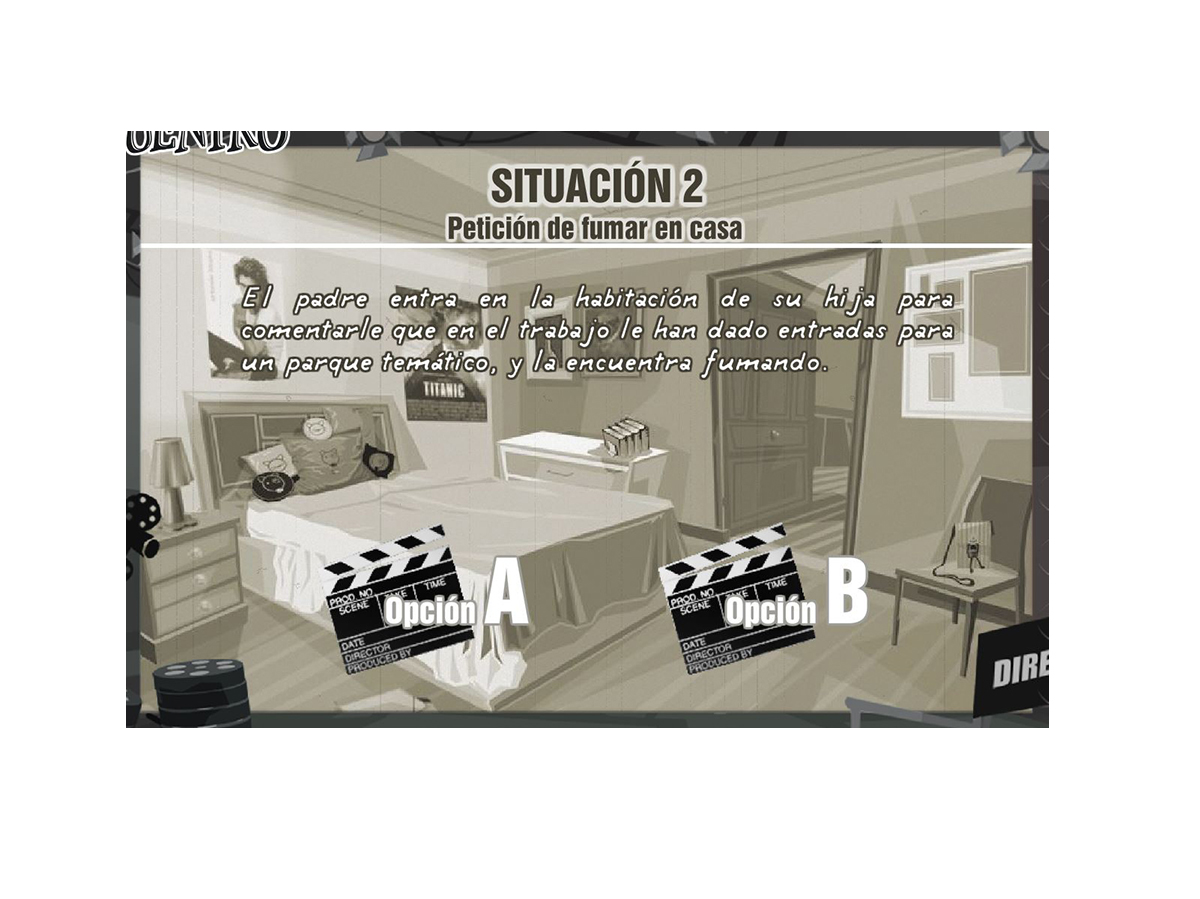 SITUACIÓN 2
Petición de fumar en casa
El padre entra en la habitación de su hija para
comentarle que en el trabajo le han dado entradas para
un parque temático, y la encuentra fumando.
TITANIC
PROD. NO.
SCENE TAKE TIME
Opción A
DATE
DIRECTOR
PRODUCED BY
PROD. NO.
SCENE TAKE TIME
Opción B
DATE
DIRECTOR
PRODUCED BY
DIRE